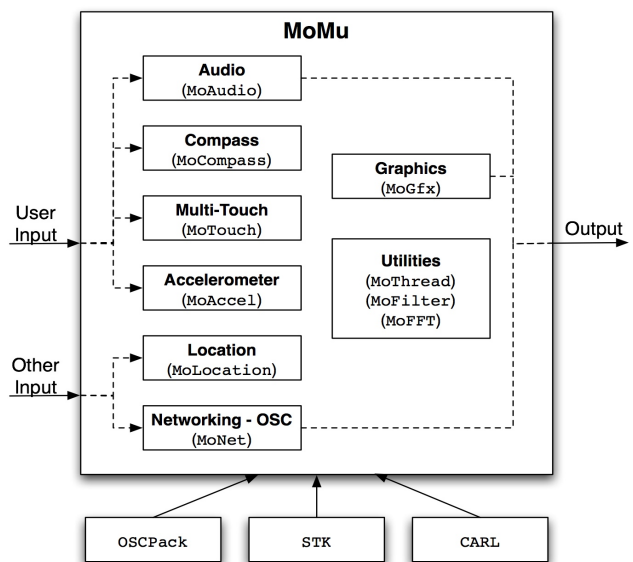 MoMu
Audio
(MoAudio)
Compass
(MoCompass)
Multi-Touch
(MoTouch)
Accelerometer
(MoAccel)
Location
(MoLocation)
Networking - OSC
(MoNet)
Graphics
(MoGfx)
Utilities
(MoThread)
(MoFilter)
(MoFFT)
User
Input
Other
Input
Output
OSCPack
STK
CARL